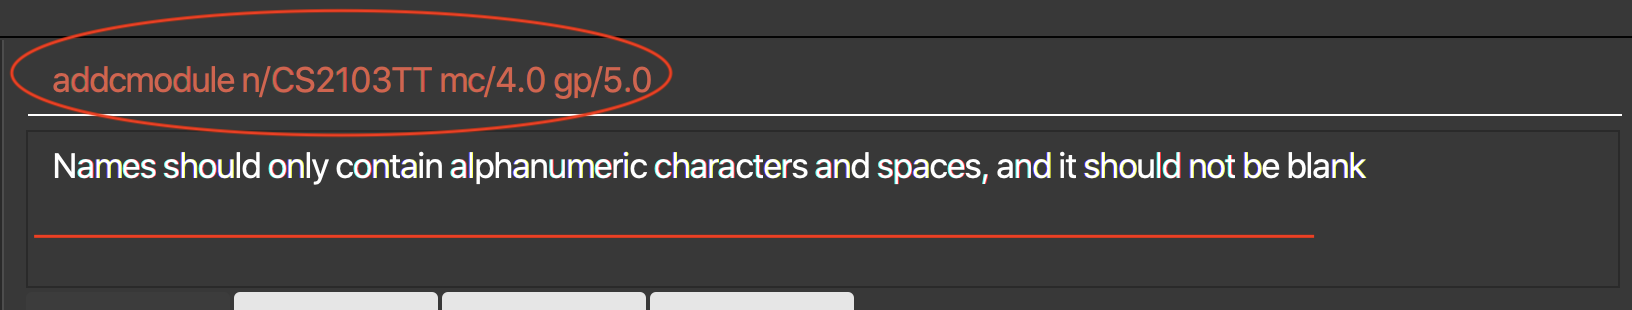 addcmodule n/CS2103TT mc/4.0 gp/5.0
Names should only contain alphanumeric characters and spaces, and it should not be blank